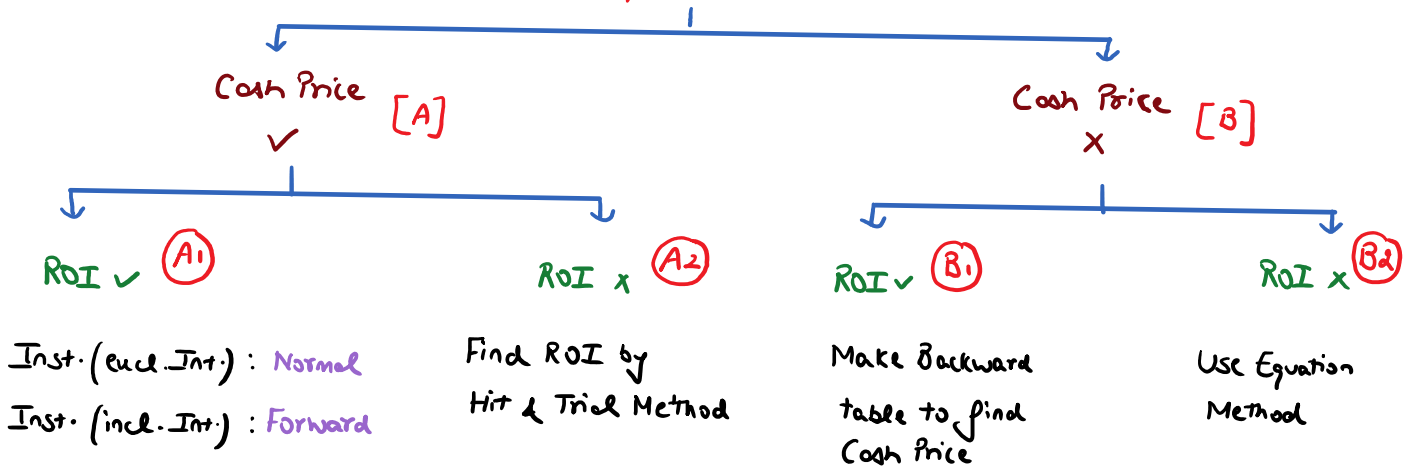 Cash Price [A]
✓
Cash Price [B]
×
ROI ✓ A1
ROI × A2
ROI ✓ B1
ROI × B2
Inst. (excl. Int.) : Normal
Inst. (incl. Int.) : Forward
Find ROI by
Hit & Trial Method
Make Backward
table to find
Cash Price
Use Equation
Method